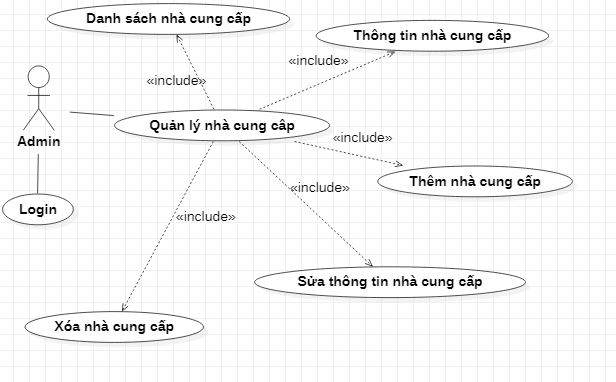 Danh sách nhà cung cấp
Thông tin nhà cung cấp
«include»
«include»
Quản lý nhà cung câp
Admin
«include»
Thêm nhà cung cấp
«include»
Login
«include»
Sửa thông tin nhà cung cấp
Xóa nhà cung cấp